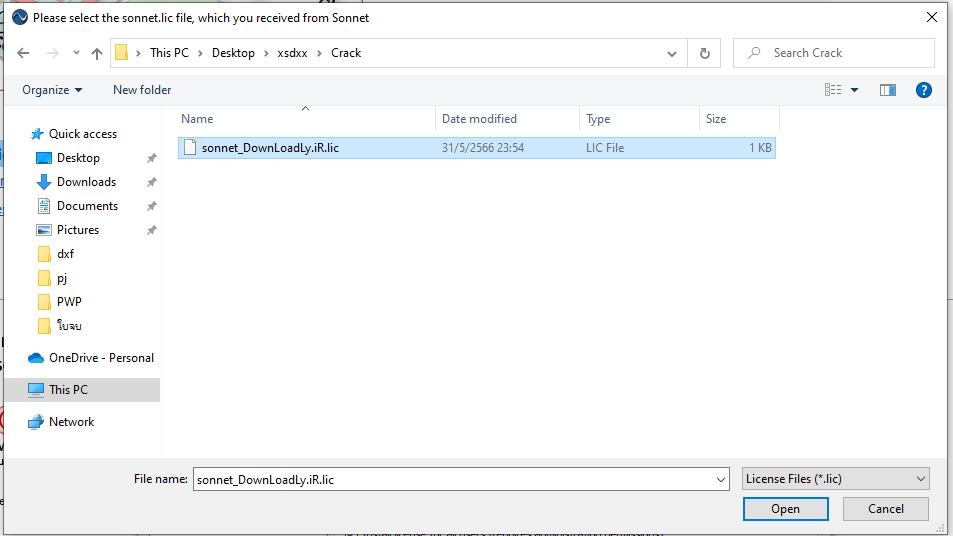 Please select the sonnet.lic file, which you received from Sonnet
This PC > Desktop > xsdxx > Crack
Search Crack
Organize
New folder
Name
Date modified
Type
Size
Quick access
sonnet_DownLoadLy.iR.lic
31/5/2566 23:54
LIC File
1 KB
Desktop
Downloads
Documents
Pictures
dxf
pj
PWP
ใบจบ
OneDrive - Personal
This PC
Network
File name:
sonnet_DownLoadLy.iR.lic
License Files (*.lic)
Open
Cancel